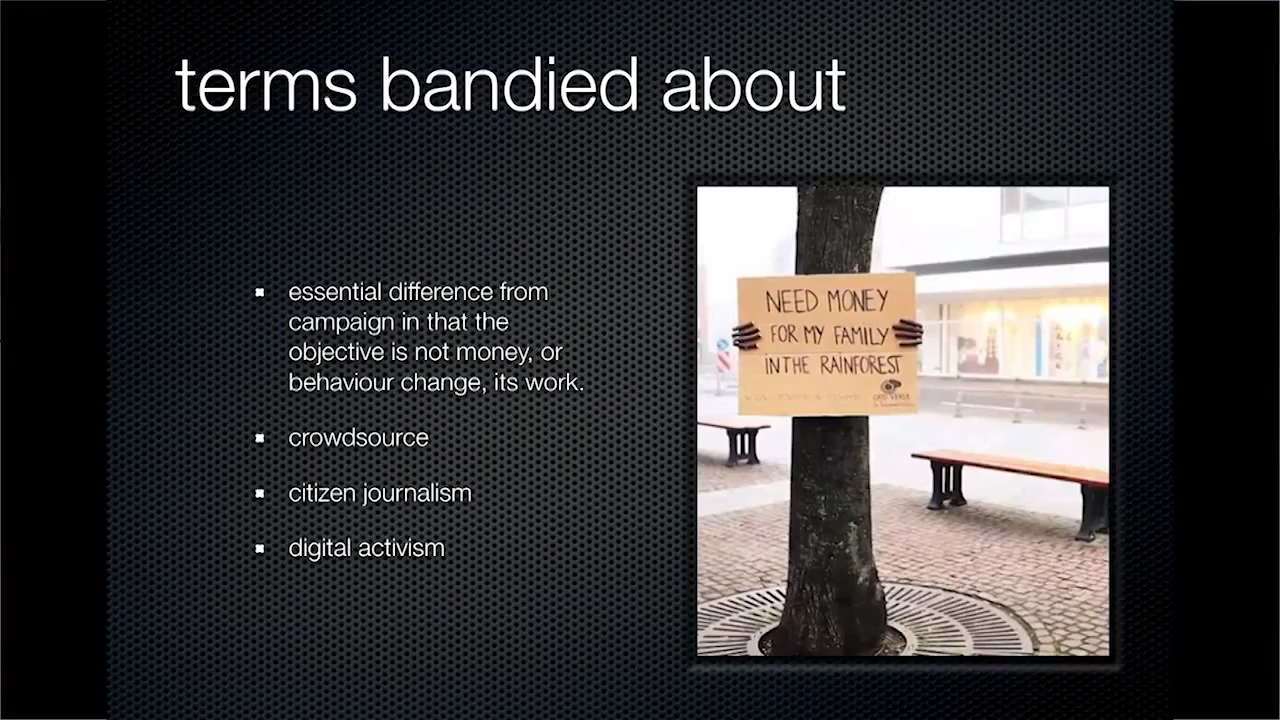 terms bandied about
essential difference from
campaign in that the
objective is not money, or
behaviour change, its work.
crowdsource
citizen journalism
digital activism
NEED MONEY
FOR MY FAMILY
IN THE RAINFOREST